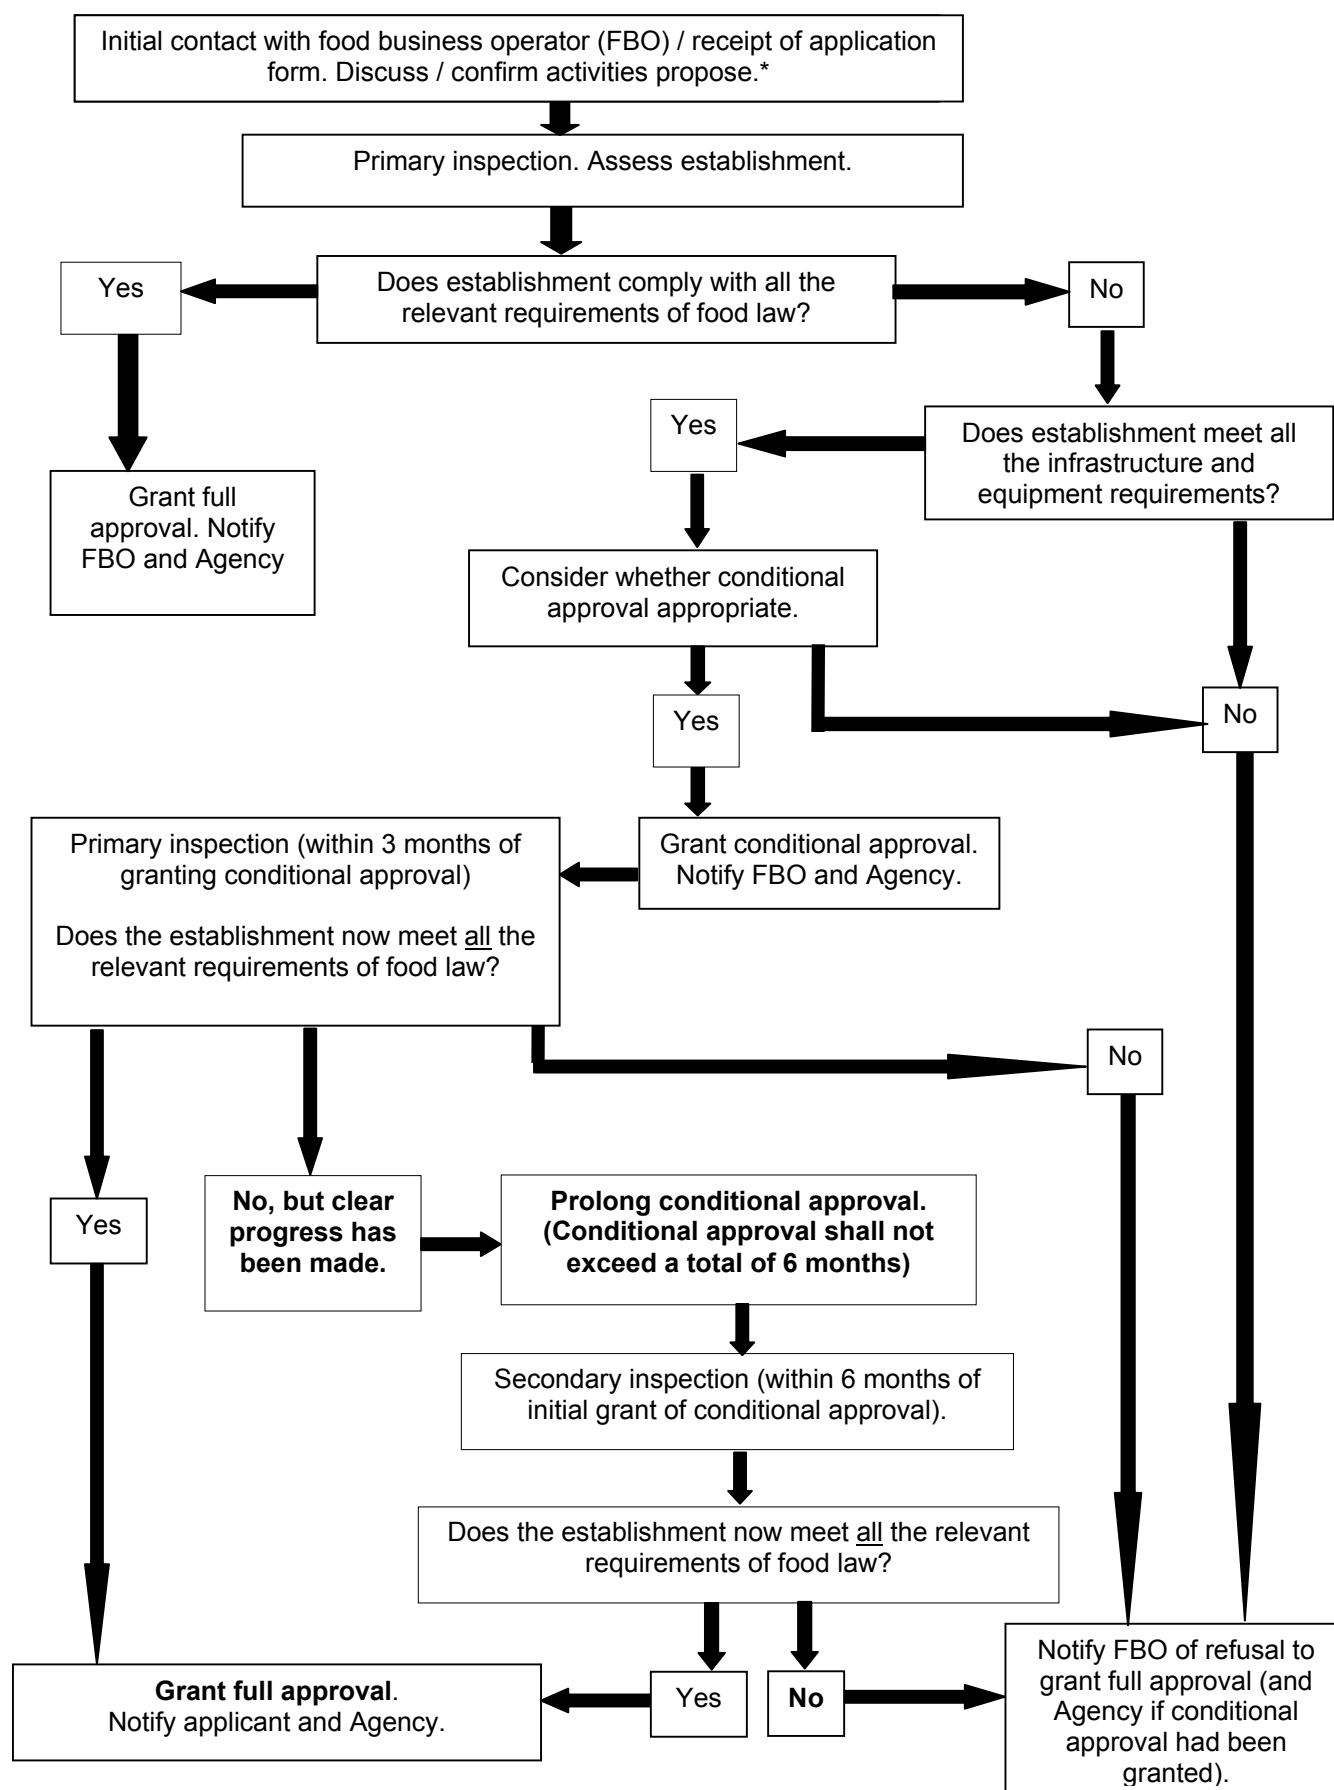 Initial contact with food business operator (FBO) / receipt of application
form. Discuss / confirm activities propose.*
Primary inspection. Assess establishment.
Yes
Does establishment comply with all the
relevant requirements of food law?
No
Yes
Does establishment meet all
the infrastructure and
equipment requirements?
Grant full
approval. Notify
FBO and Agency
Consider whether conditional
approval appropriate.
Yes
No
Primary inspection (within 3 months of
granting conditional approval)
Does the establishment now meet all the
relevant requirements of food law?
Grant conditional approval.
Notify FBO and Agency.
No
Yes
No, but clear
progress has
been made.
Prolong conditional approval.
(Conditional approval shall not
exceed a total of 6 months)
Secondary inspection (within 6 months of
initial grant of conditional approval).
Does the establishment now meet all the relevant
requirements of food law?
Grant full approval.
Notify applicant and Agency.
Yes
No
Notify FBO of refusal to
grant full approval (and
Agency if conditional
approval had been
granted).